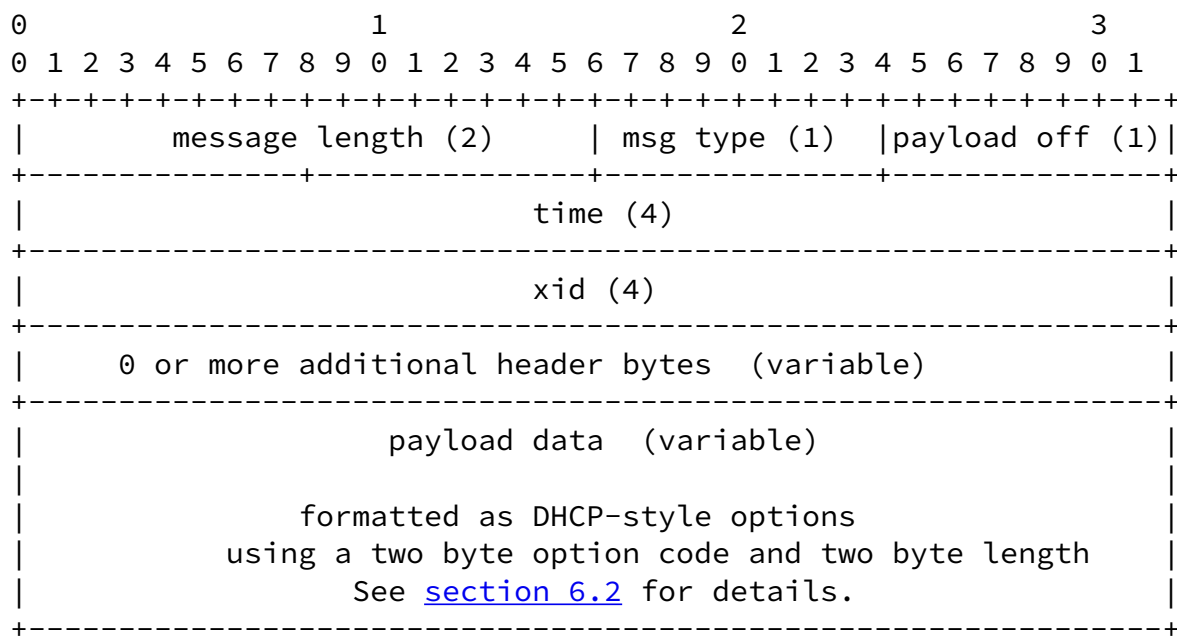 0                   1                   2                   3
0 1 2 3 4 5 6 7 8 9 0 1 2 3 4 5 6 7 8 9 0 1 2 3 4 5 6 7 8 9 0 1
+-+-+-+-+-+-+-+-+-+-+-+-+-+-+-+-+-+-+-+-+-+-+-+-+-+-+-+-+-+-+-+-+
|        message length (2)     | msg type (1)  |payload off (1)|
+---------------+---------------+---------------+---------------+
|                            time (4)                           |
+---------------------------------------------------------------+
|                            xid (4)                            |
+---------------------------------------------------------------+
|     0 or more additional header bytes  (variable)             |
+---------------------------------------------------------------+
|                    payload data  (variable)                   |
|                                                               |
|               formatted as DHCP-style options                 |
|           using a two byte option code and two byte length    |
|                  See section 6.2 for details.                 |
+---------------------------------------------------------------+